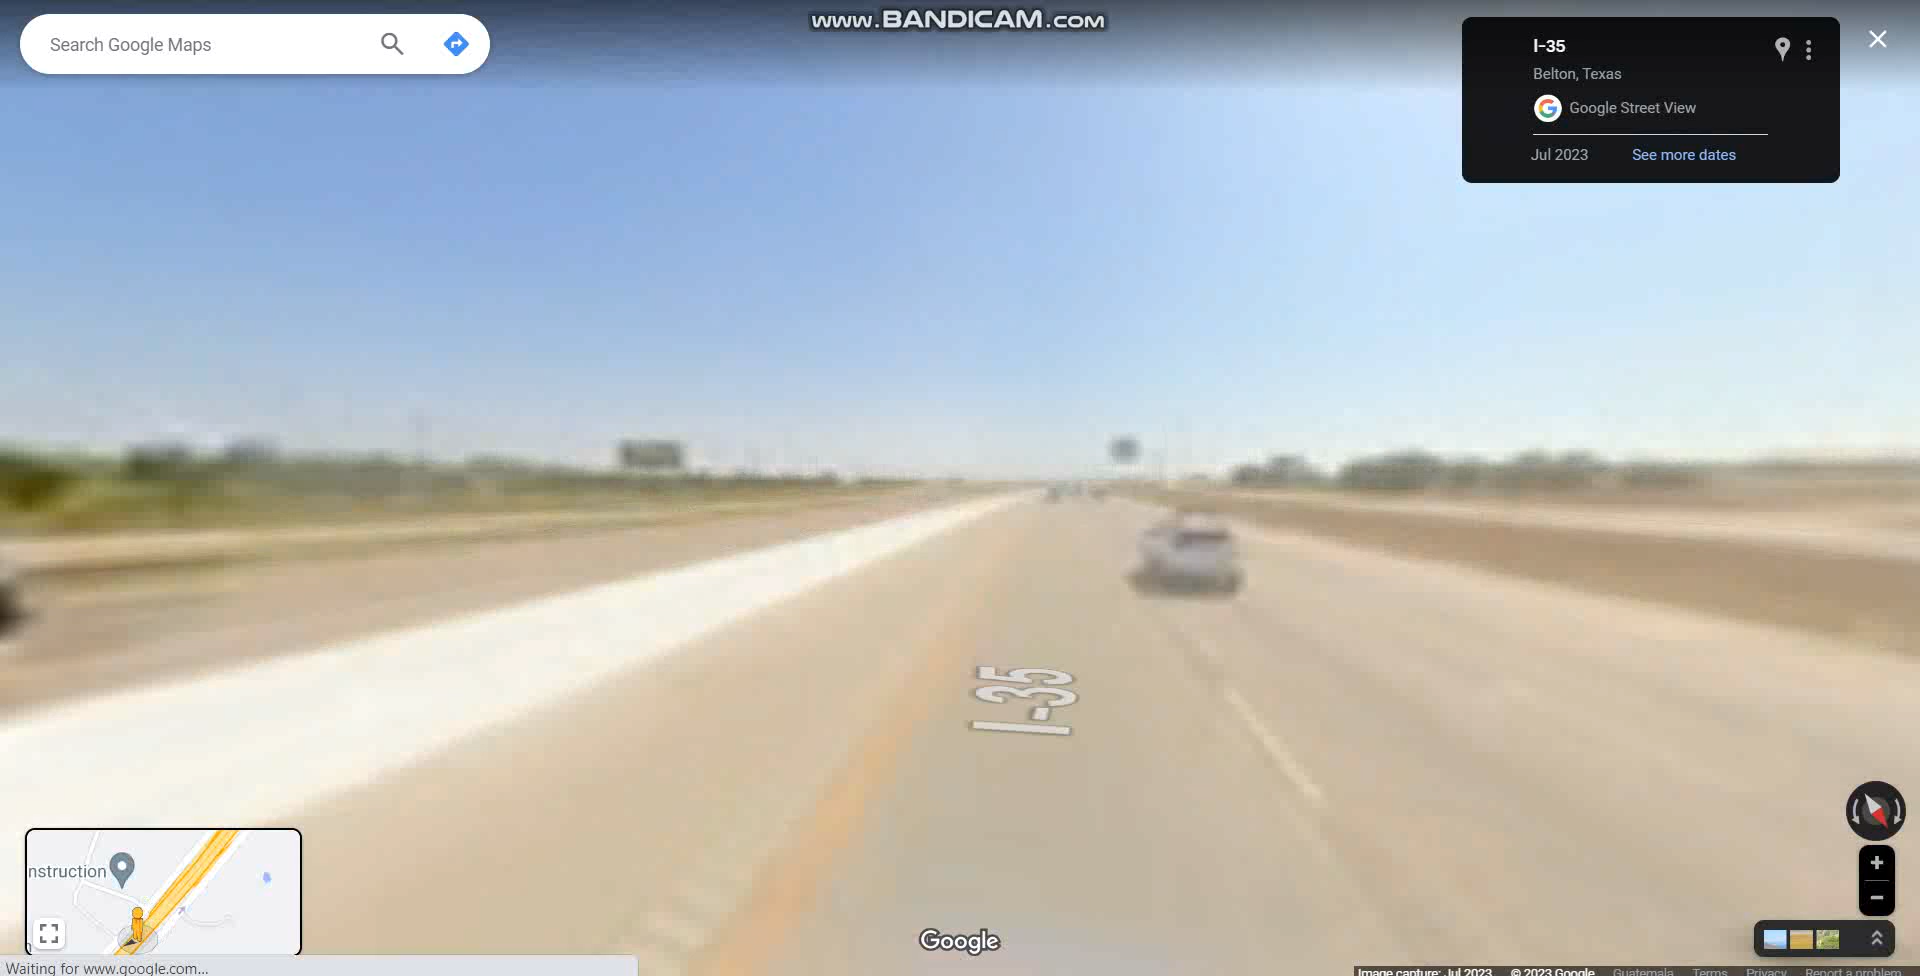 www.BANDICAM.com
Search Google Maps
I-35
Belton, Texas
Google Street View
Jul 2023 See more dates
I-35
nstruction
Google
Waiting for www.google.com...
Image capture: Jul 2023 © 2023 Google Guatemala Terms Privacy Report a problem